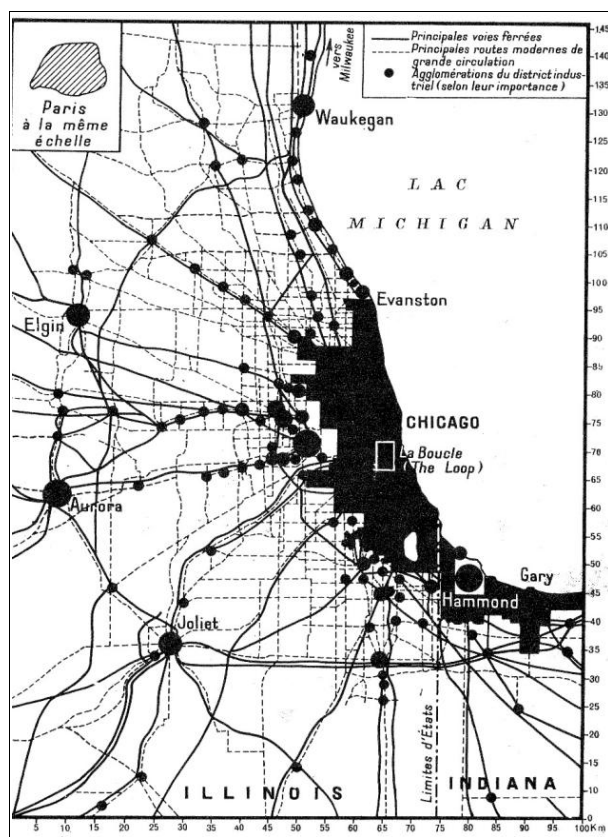 Paris
à la même
échelle
Principales voies ferrées
Principales routes modernes de
grande circulation
Agglomérations du district indus-
triel (selon leur importance)
vers
Milwaukee
Waukegan
LAC
MICHIGAN
Evanston
Elgin
CHICAGO
La Boucle
(The Loop)
Aurora
Gary
Hammond
Joliet
Limites d'États
ILLINOIS
INDIANA
145
140
135
130
125
120
115
110
105
100
95
90
85
80
75
70
65
60
55
50
45
40
35
30
25
20
15
10
5
0
5 10 15 20 25 30 35 40 45 50 55 60 65 70 75 80 85 90 95 100 Km